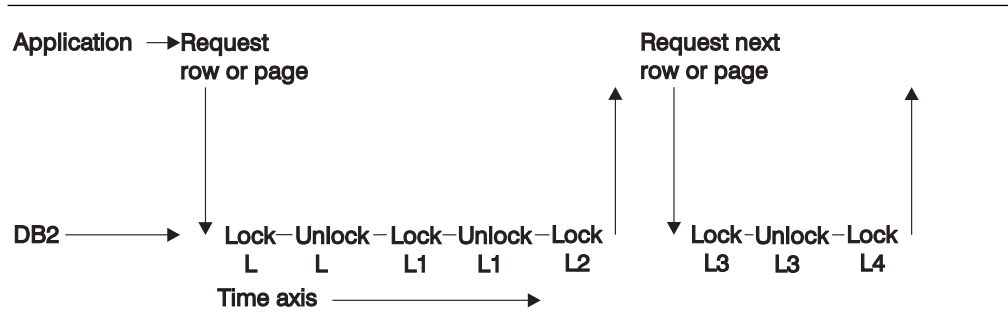 Application Request Request next
row or page row or page
DB2 Lock Unlock Lock Unlock Lock Lock Unlock Lock
L L L1 L1 L2 L3 L3 L4
Time axis